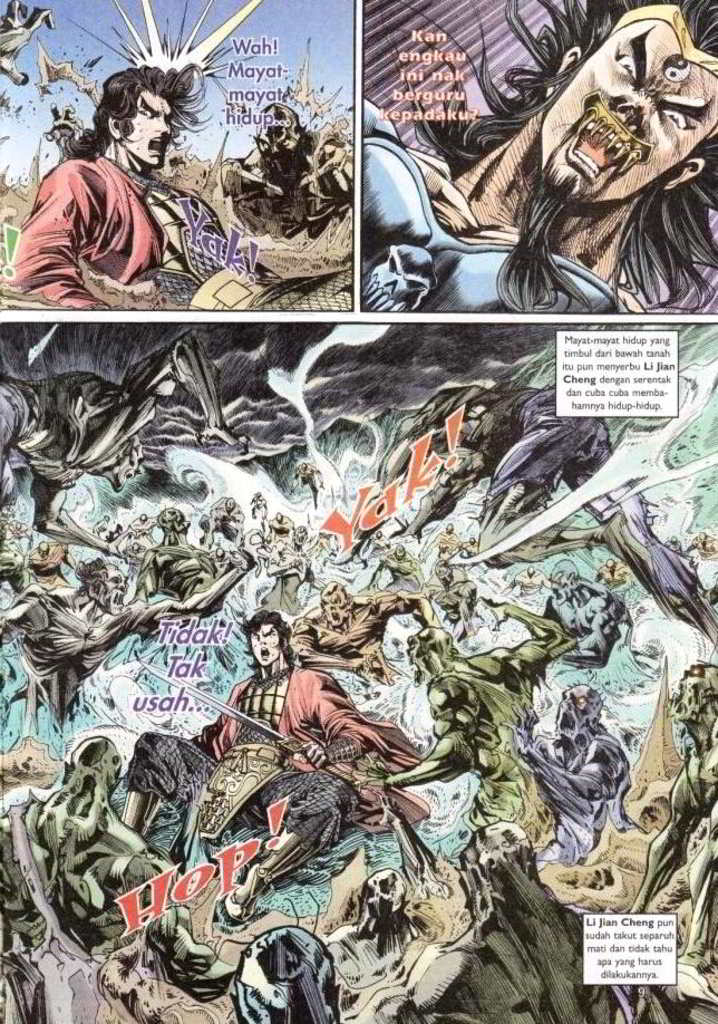 Wah!
Mayat-
mayat
hidup...
Yak!
!
Kan
engkau
ini nak
berguru
kepadaku?
Mayat-mayat hidup yang
timbul dari bawah tanah
itu pun menyerbu Li Jian
Cheng dengan serentak
dan cuba cuba memba-
hamnya hidup-hidup.
Yak!
Tidak!
Tak
usah...
Hop!
Li Jian Cheng pun
sudah takut separuh
mati dan tidak tahu
apa yang harus
dilakukannya.